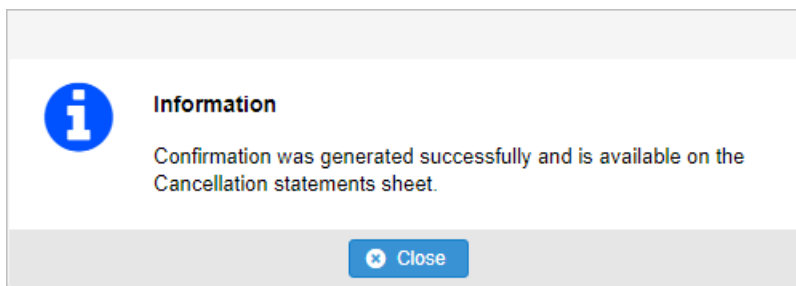 Information
Confirmation was generated successfully and is available on the
Cancellation statements sheet.
Close